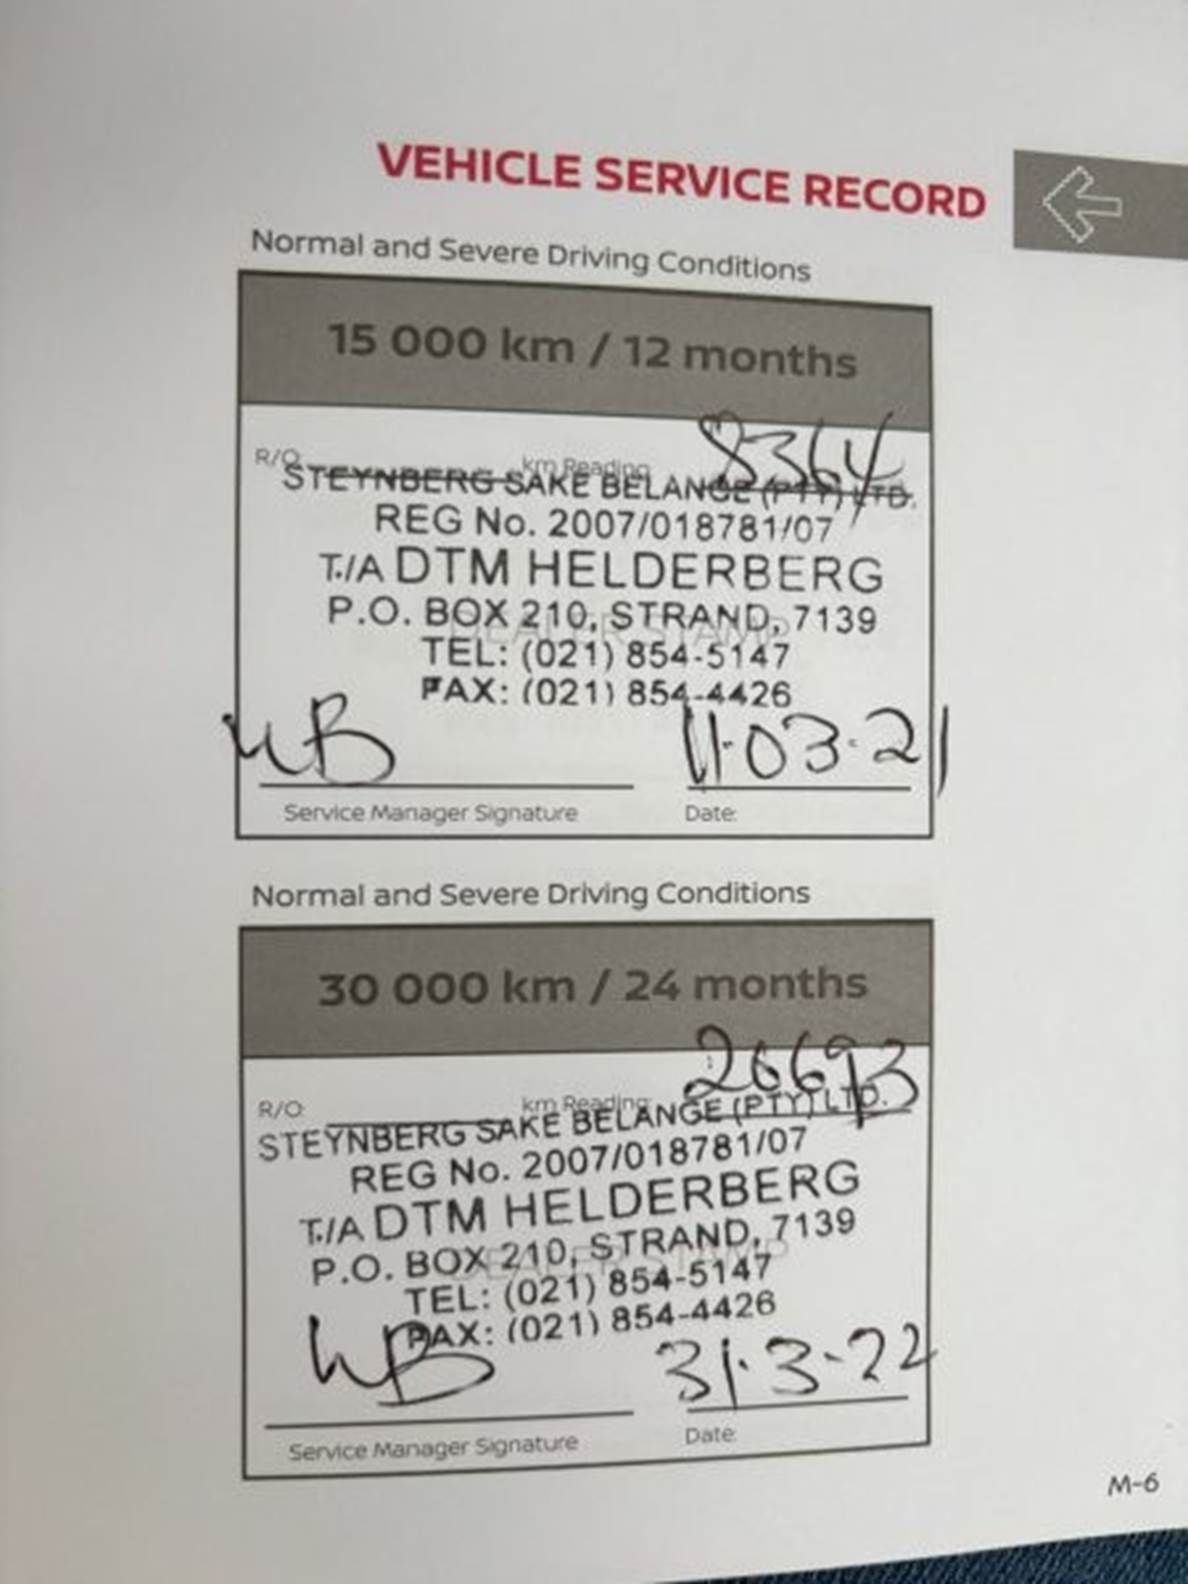 VEHICLE SERVICE RECORD
Normal and Severe Driving Conditions
15 000 km / 12 months
8364
R/O km Reading
STEYNBERG SAKE BELANGE (PTY) LTD.
REG No. 2007/018781/07
T/A DTM HELDERBERG
P.O. BOX 210, STRAND, 7139
DEALER STAMP
TEL: (021) 854-5147
FAX: (021) 854-4426
11.03.21
Service Manager Signature Date:
Normal and Severe Driving Conditions
30 000 km / 24 months
R/O: km Reading:
STEYNBERG SAKE BELANGE (PTY) LTD.
REG No. 2007/018781/07
T/A DTM HELDERBERG
P.O. BOX 210, STRAND, 7139
DEALER STAMP
TEL: (021) 854-5147
FAX: (021) 854-4426
31.3-22
Service Manager Signature Date:
M-6